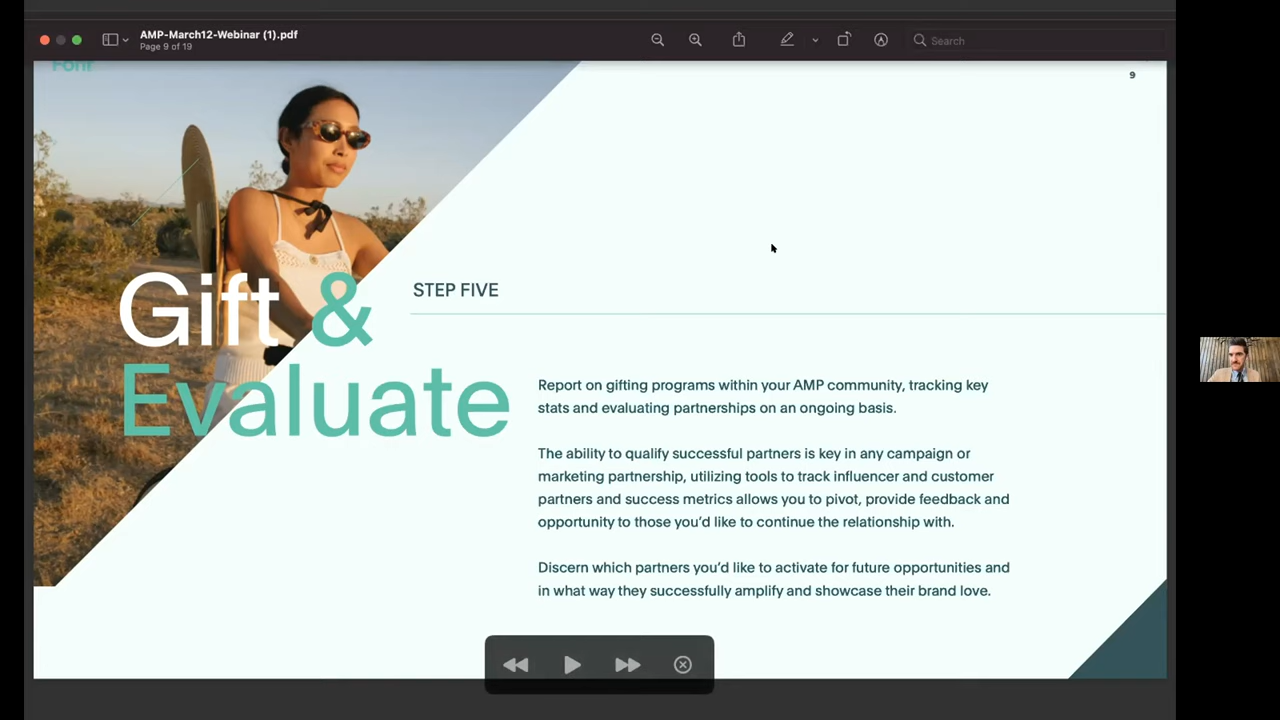 AMP-March12-Webinar (1).pdf
Page 9 of 19
Search
Font
9
Gift &
Evaluate
STEP FIVE
Report on gifting programs within your AMP community, tracking key
stats and evaluating partnerships on an ongoing basis.
The ability to qualify successful partners is key in any campaign or
marketing partnership, utilizing tools to track influencer and customer
partners and success metrics allows you to pivot, provide feedback and
opportunity to those you’d like to continue the relationship with.
Discern which partners you’d like to activate for future opportunities and
in what way they successfully amplify and showcase their brand love.